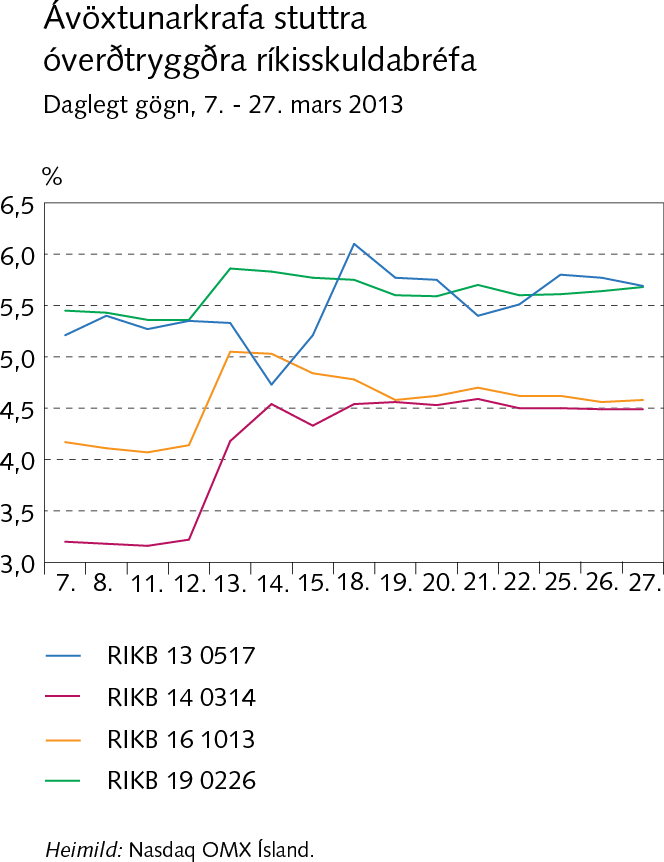 Ávöxtunarkrafa stuttra
óverðtryggðra ríkisskuldabréfa
Daglegt gögn, 7. - 27. mars 2013
%
6,5
6,0
5,5
5,0
4,5
4,0
3,5
3,0
7. 8. 11. 12. 13. 14. 15. 18. 19. 20. 21. 22. 25. 26. 27.
RIKB 13 0517
RIKB 14 0314
RIKB 16 1013
RIKB 19 0226
Heimild: Nasdaq OMX Ísland.